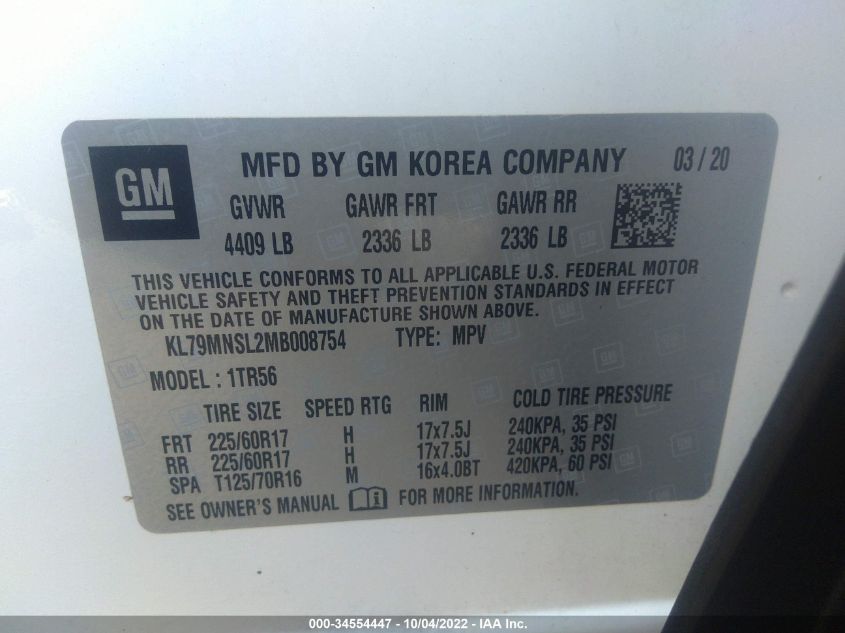 GM
MFD BY GM KOREA COMPANY 03 / 20
GVWR GAWR FRT GAWR RR
4409 LB 2336 LB 2336 LB
THIS VEHICLE CONFORMS TO ALL APPLICABLE U.S. FEDERAL MOTOR
VEHICLE SAFETY AND THEFT PREVENTION STANDARDS IN EFFECT
ON THE DATE OF MANUFACTURE SHOWN ABOVE.
KL79MNSL2MB008754 TYPE: MPV
MODEL : 1TR56
TIRE SIZE SPEED RTG RIM COLD TIRE PRESSURE
FRT 225/60R17 H 17x7.5J 240KPA, 35 PSI
RR 225/60R17 H 17x7.5J 240KPA, 35 PSI
SPA T125/70R16 M 16x4.0BT 420KPA, 60 PSI
SEE OWNER'S MANUAL FOR MORE INFORMATION.
000-34554447 - 10/04/2022 - IAA Inc.